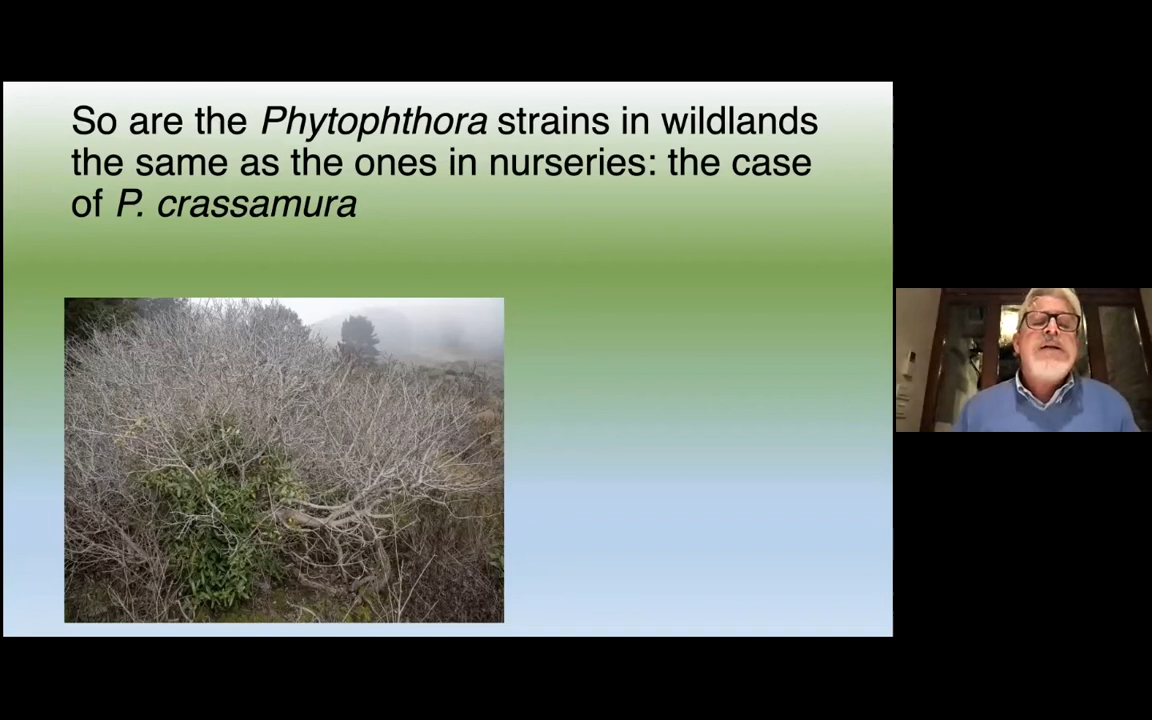 So are the Phytophthora strains in wildlands
the same as the ones in nurseries: the case
of P. crassamura